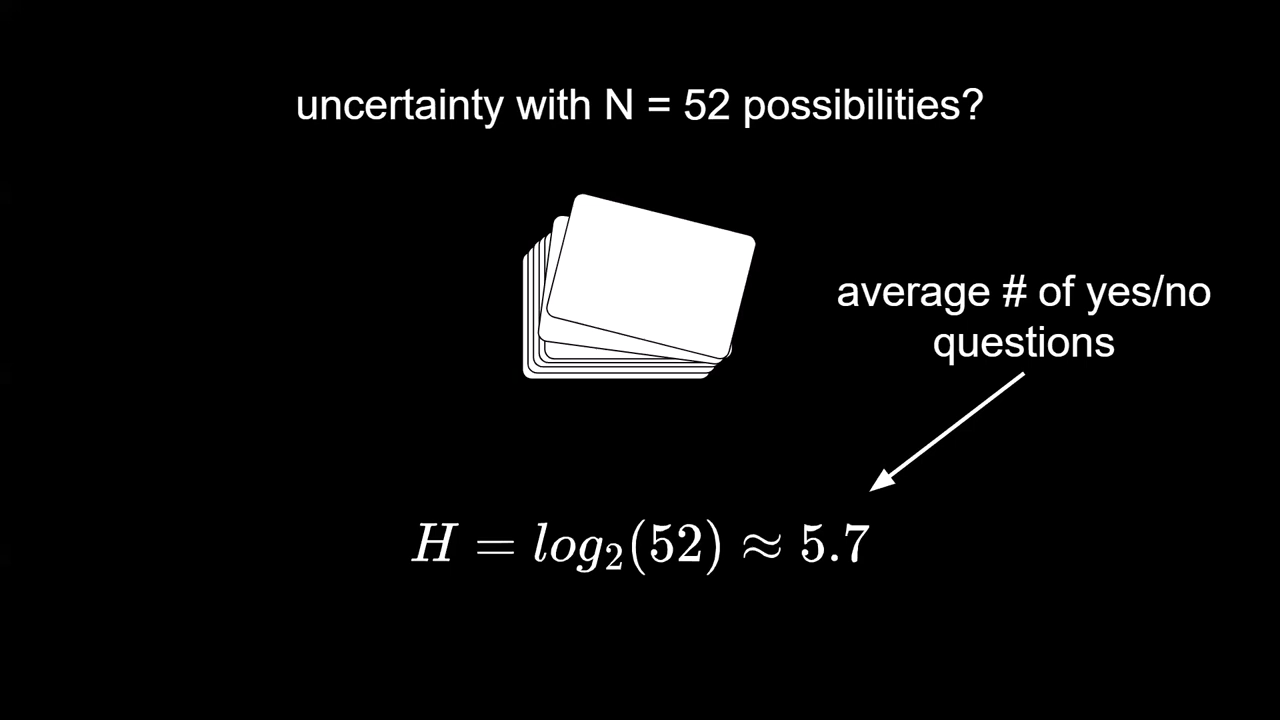 uncertainty with N = 52 possibilities?
average # of yes/no
questions
H = log₂(52) ≈ 5.7